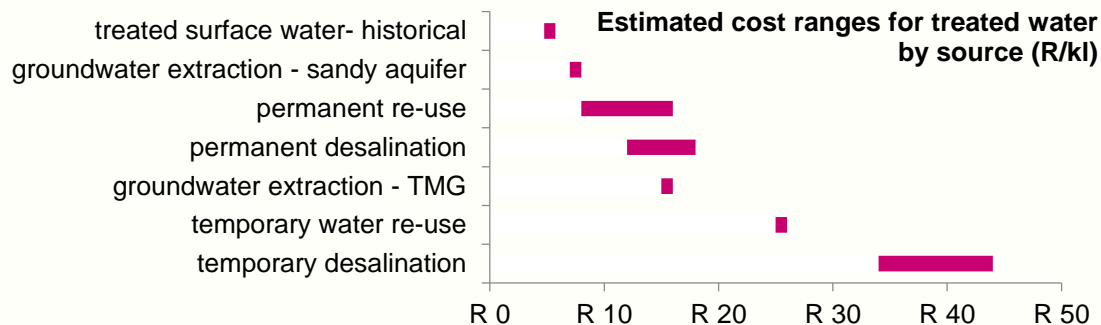 Estimated cost ranges for treated water
by source (R/kl)
treated surface water- historical
groundwater extraction - sandy aquifer
permanent re-use
permanent desalination
groundwater extraction - TMG
temporary water re-use
temporary desalination
R 0 R 10 R 20 R 30 R 40 R 50